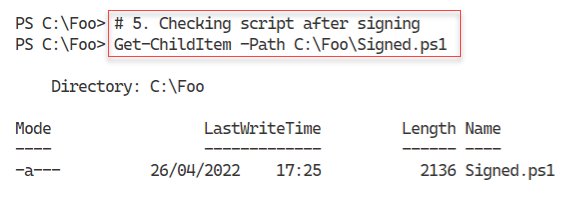 PS C:\Foo> # 5. Checking script after signing
PS C:\Foo> Get-ChildItem -Path C:\Foo\Signed.ps1
Directory: C:\Foo
Mode LastWriteTime Length Name
---- ------------- ------ ----
-a--- 26/04/2022 17:25 2136 Signed.ps1